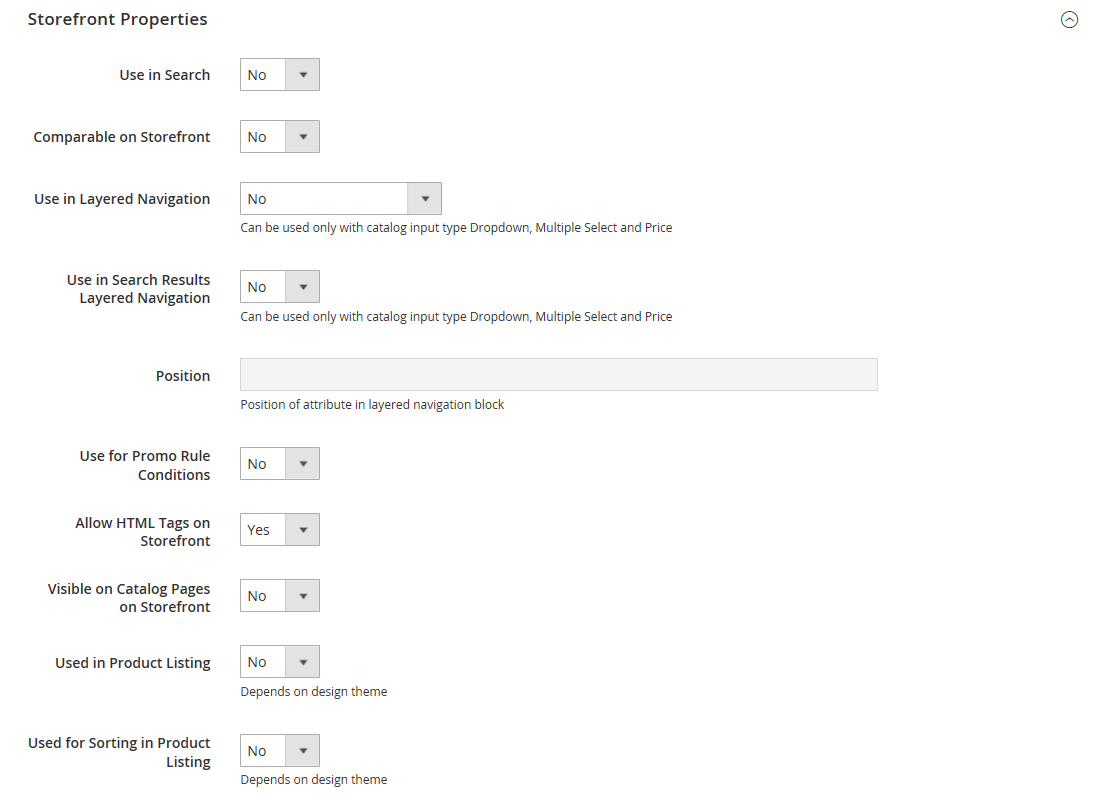 Storefront Properties
Use in Search
No
Comparable on Storefront
No
Use in Layered Navigation
No
Can be used only with catalog input type Dropdown, Multiple Select and Price
Use in Search Results
Layered Navigation
No
Can be used only with catalog input type Dropdown, Multiple Select and Price
Position
Position of attribute in layered navigation block
Use for Promo Rule
Conditions
No
Allow HTML Tags on
Storefront
Yes
Visible on Catalog Pages
on Storefront
No
Used in Product Listing
No
Depends on design theme
Used for Sorting in Product
Listing
No
Depends on design theme